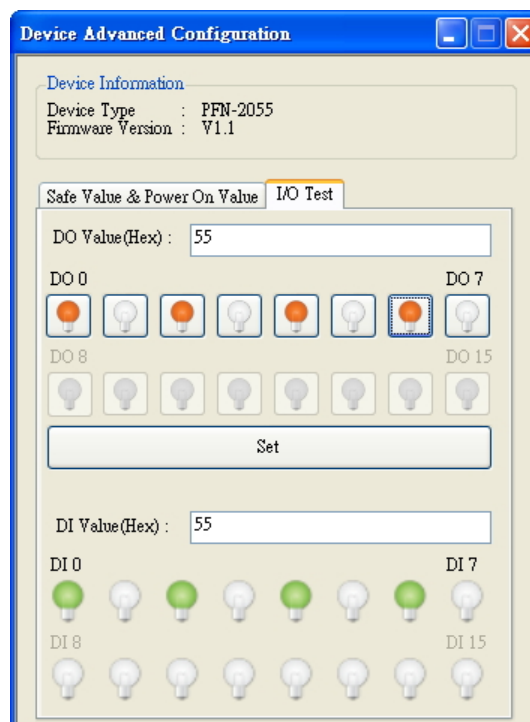 Device Advanced Configuration
Device Information
Device Type : PFN-2055
Firmware Version : V1.1
Safe Value & Power On Value I/O Test
DO Value(Hex) : 55
DO 0 DO 7
DO 8 DO 15
Set
DI Value(Hex) : 55
DI 0 DI 7
DI 8 DI 15